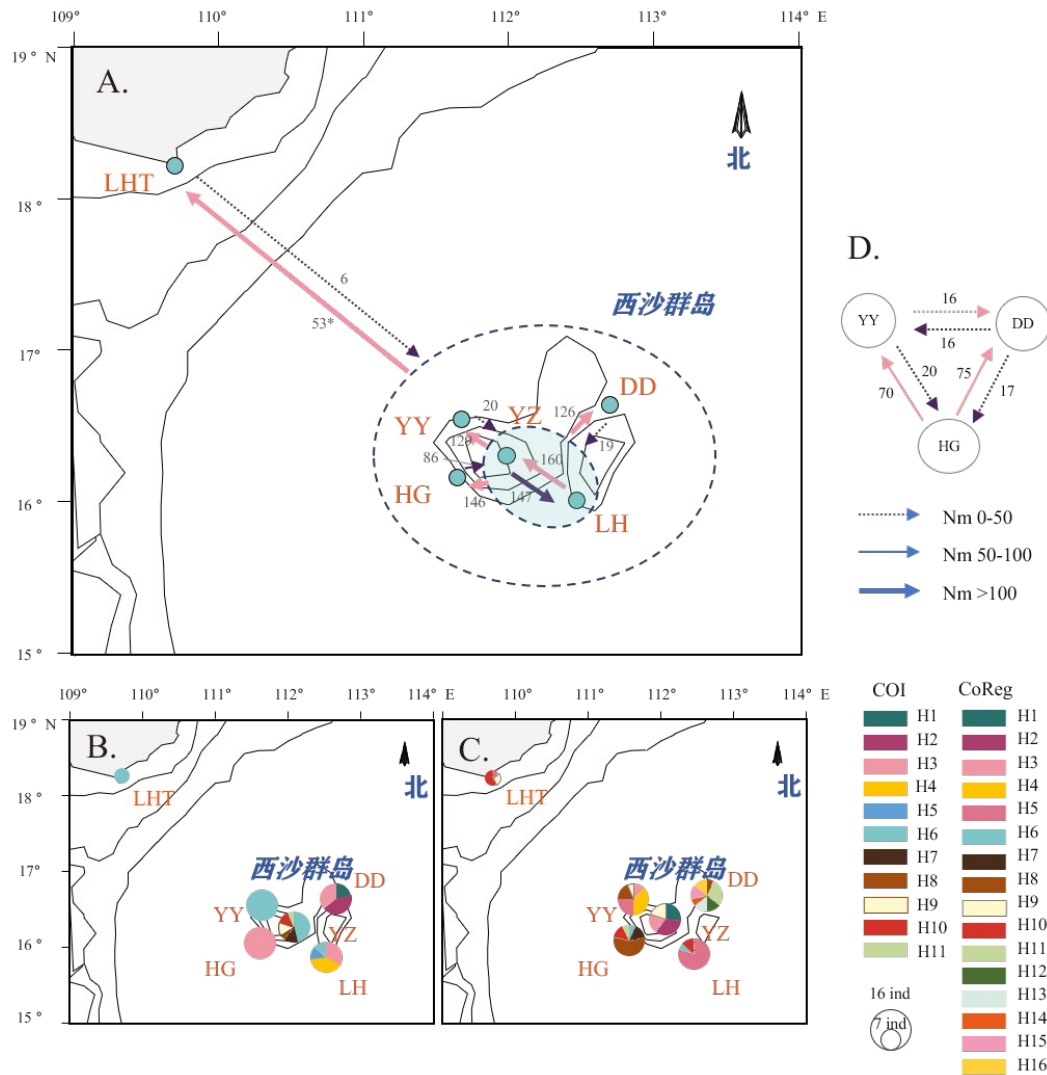 109° 110° 111° 112° 113° 114° E
19° N
A.
北
LHT
18°
6
53*
西沙群岛
17°
DD
YY
20
YZ
126
129
86
160
19
HG
146
147
LH
16°
15°
D.
16
YY
DD
16
20
75
70
17
HG
Nm 0-50
Nm 50-100
Nm >100
109° 110° 111° 112° 113° 114°
19° N
B.
北
LHT
18°
17°
西沙群岛
DD
YY
YZ
16°
HG
LH
15°
110° 111° 112° 113° 114° E
C.
北
LHT
西沙群岛
DD
YY
YZ
HG
LH
COI CoReg
H1 H1
H2 H2
H3 H3
H4 H4
H5 H5
H6 H6
H7 H7
H8 H8
H9 H9
H10 H10
H11 H11
H12
H13
H14
H15
H16
16 ind
7 ind